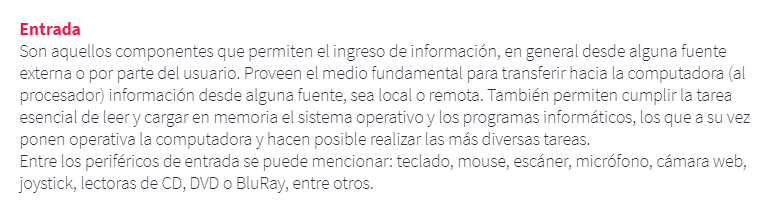 Entrada
Son aquellos componentes que permiten el ingreso de información, en general desde alguna fuente
externa o por parte del usuario. Proveen el medio fundamental para transferir hacia la computadora (al
procesador) información desde alguna fuente, sea local o remota. También permiten cumplir la tarea
esencial de leer y cargar en memoria el sistema operativo y los programas informáticos, los que a su vez
ponen operativa la computadora y hacen posible realizar las más diversas tareas.
Entre los periféricos de entrada se puede mencionar: teclado, mouse, escáner, micrófono, cámara web,
joystick, lectoras de CD, DVD o BluRay, entre otros.